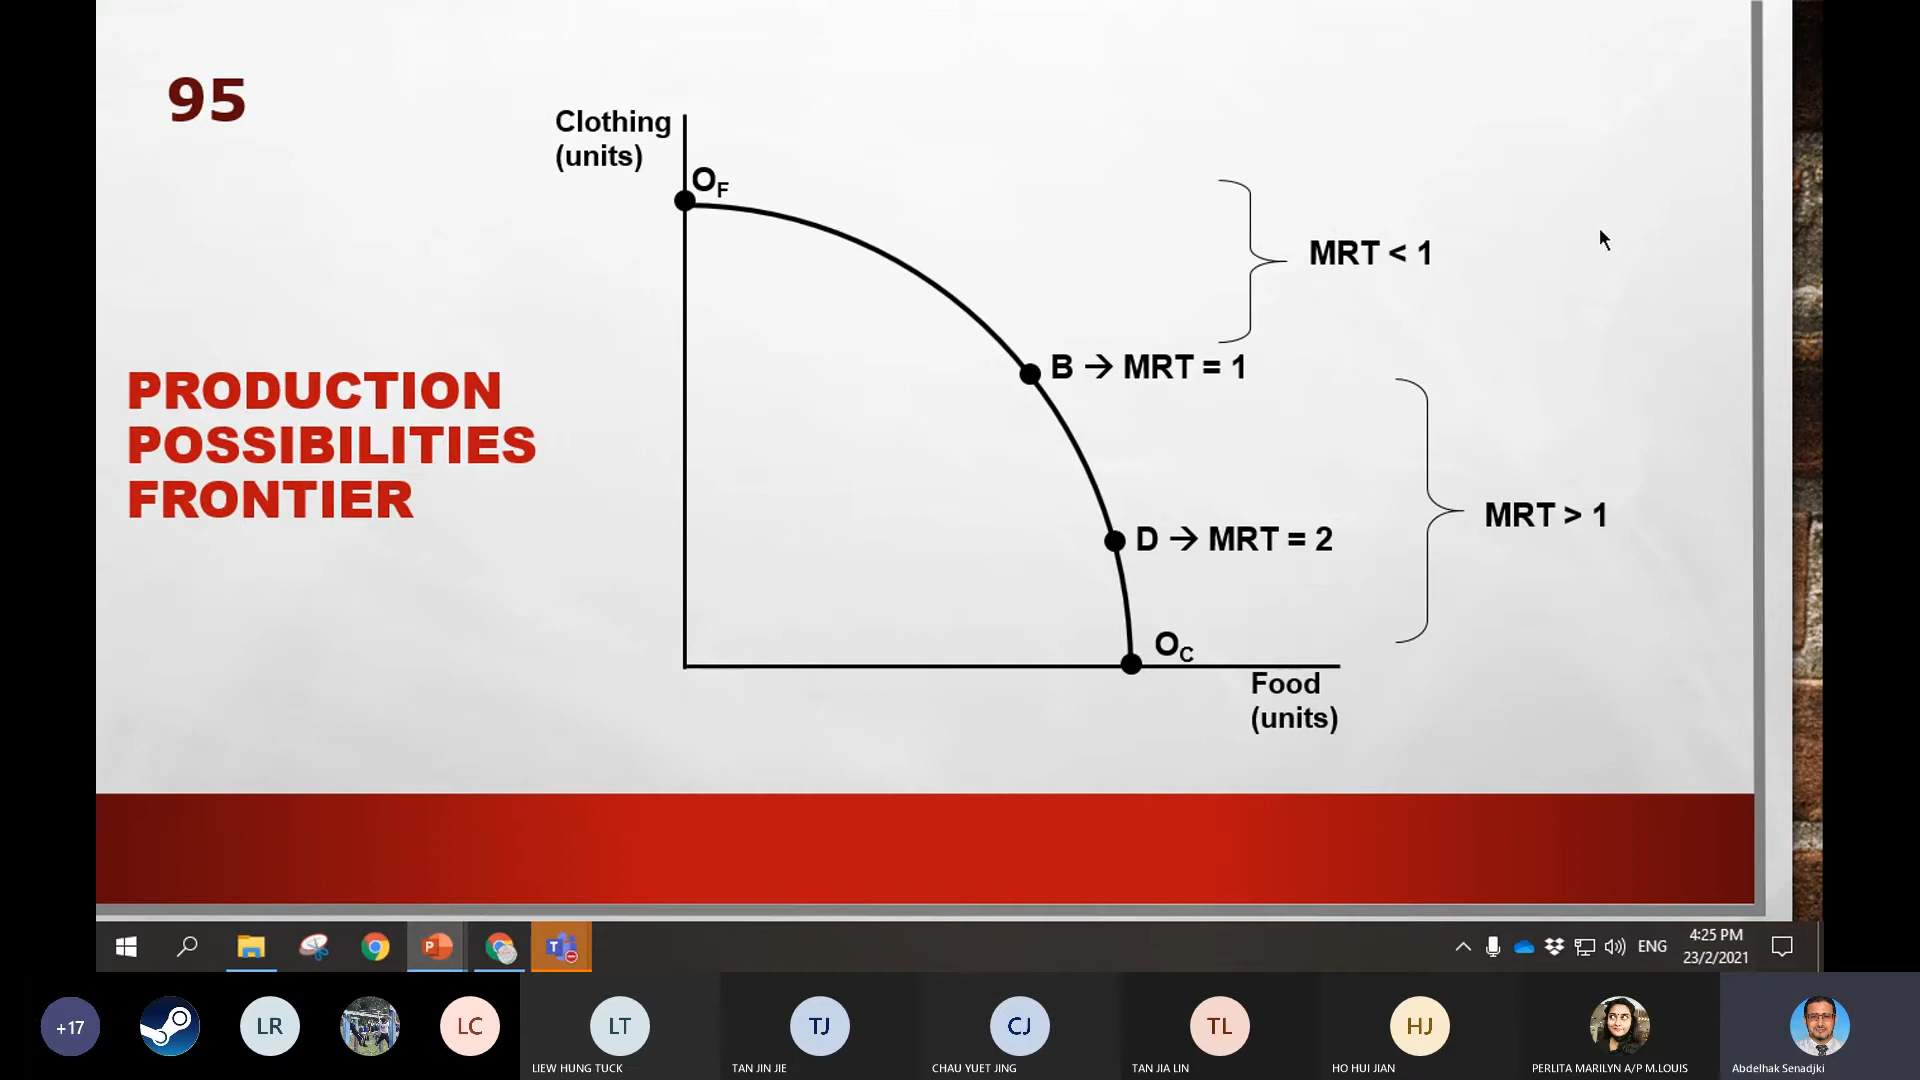 95
Clothing
(units)
OF
MRT < 1
B → MRT = 1
PRODUCTION
POSSIBILITIES
FRONTIER
MRT > 1
D → MRT = 2
OC
Food
(units)
ENG
4:25 PM
23/2/2021
+17
LR
LC
LT
TJ
CJ
TL
HJ
LIEW HUNG TUCK
TAN JIN JIE
CHAU YUET JING
TAN JIA LIN
HO HUI JIAN
PERLITA MARILYN A/P M.LOUIS
Abdelhak Senadjki